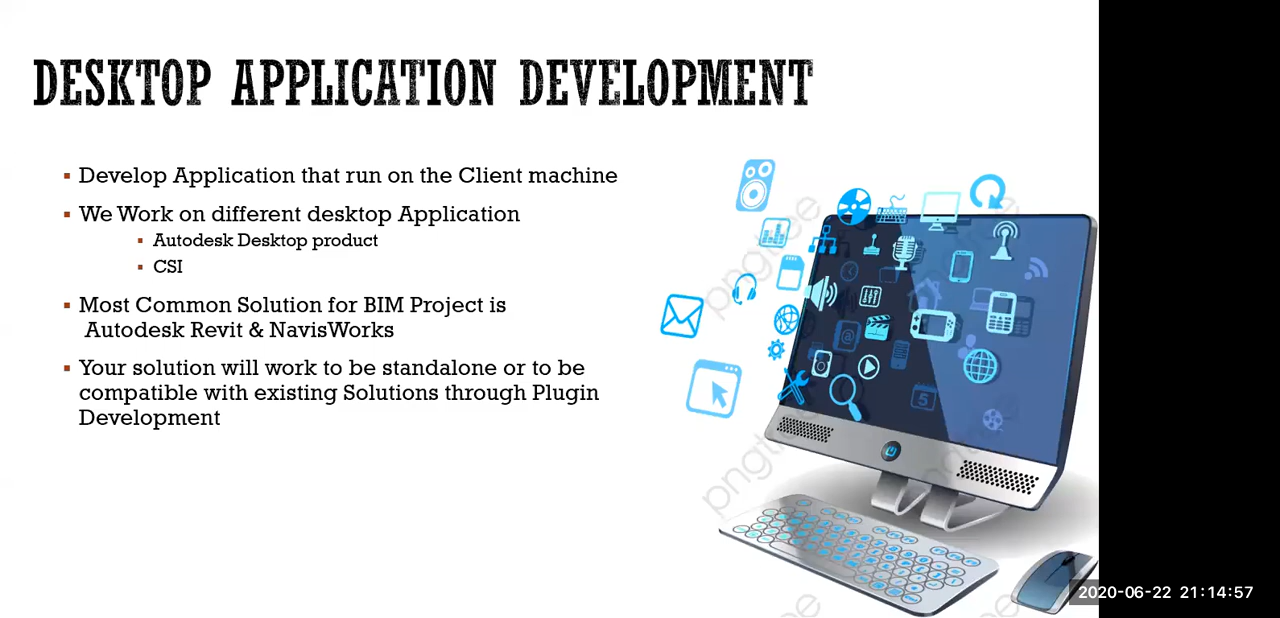 DESKTOP APPLICATION DEVELOPMENT
Develop Application that run on the Client machine
We Work on different desktop Application
Autodesk Desktop product
CSI
Most Common Solution for BIM Project is
Autodesk Revit & NavisWorks
Your solution will work to be standalone or to be
compatible with existing Solutions through Plugin
Development
pngtree
5
2020-06-22 21:14:57